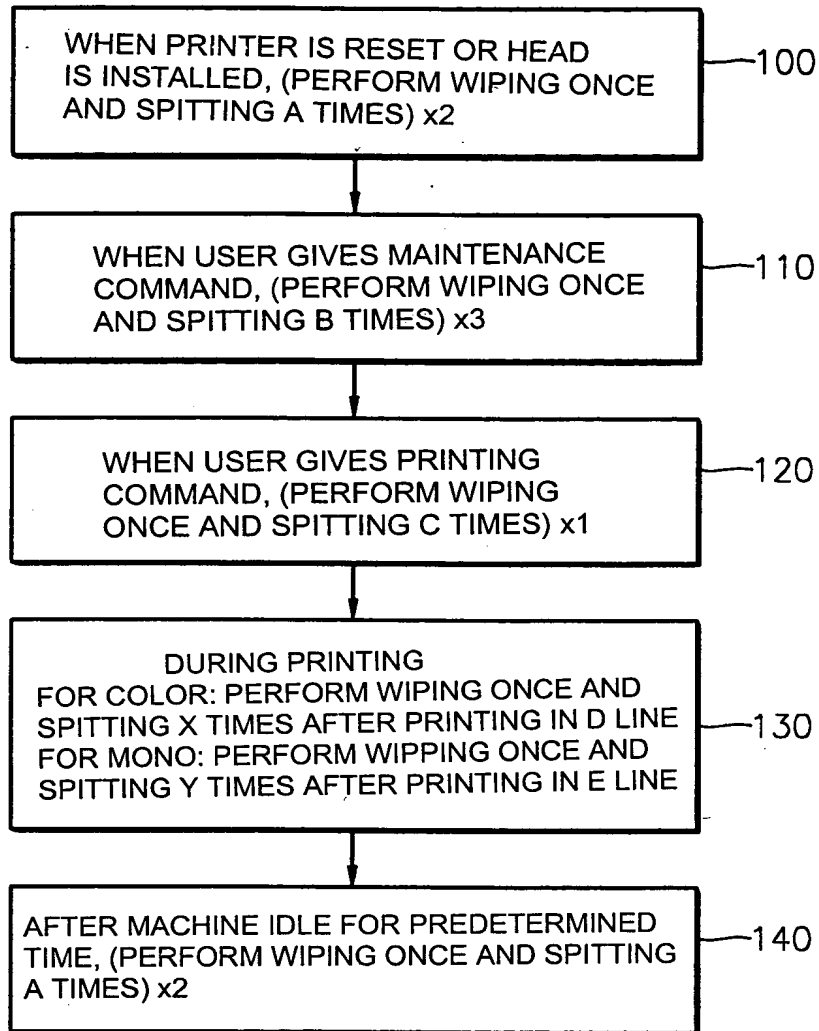 WHEN PRINTER IS RESET OR HEAD
IS INSTALLED, (PERFORM WIPING ONCE
AND SPITTING A TIMES) x2
100
WHEN USER GIVES MAINTENANCE
COMMAND, (PERFORM WIPING ONCE
AND SPITTING B TIMES) x3
110
WHEN USER GIVES PRINTING
COMMAND, (PERFORM WIPING
ONCE AND SPITTING C TIMES) x1
120
DURING PRINTING
FOR COLOR: PERFORM WIPING ONCE AND
SPITTING X TIMES AFTER PRINTING IN D LINE
FOR MONO: PERFORM WIPPING ONCE AND
SPITTING Y TIMES AFTER PRINTING IN E LINE
130
AFTER MACHINE IDLE FOR PREDETERMINED
TIME, (PERFORM WIPING ONCE AND SPITTING
A TIMES) x2
140